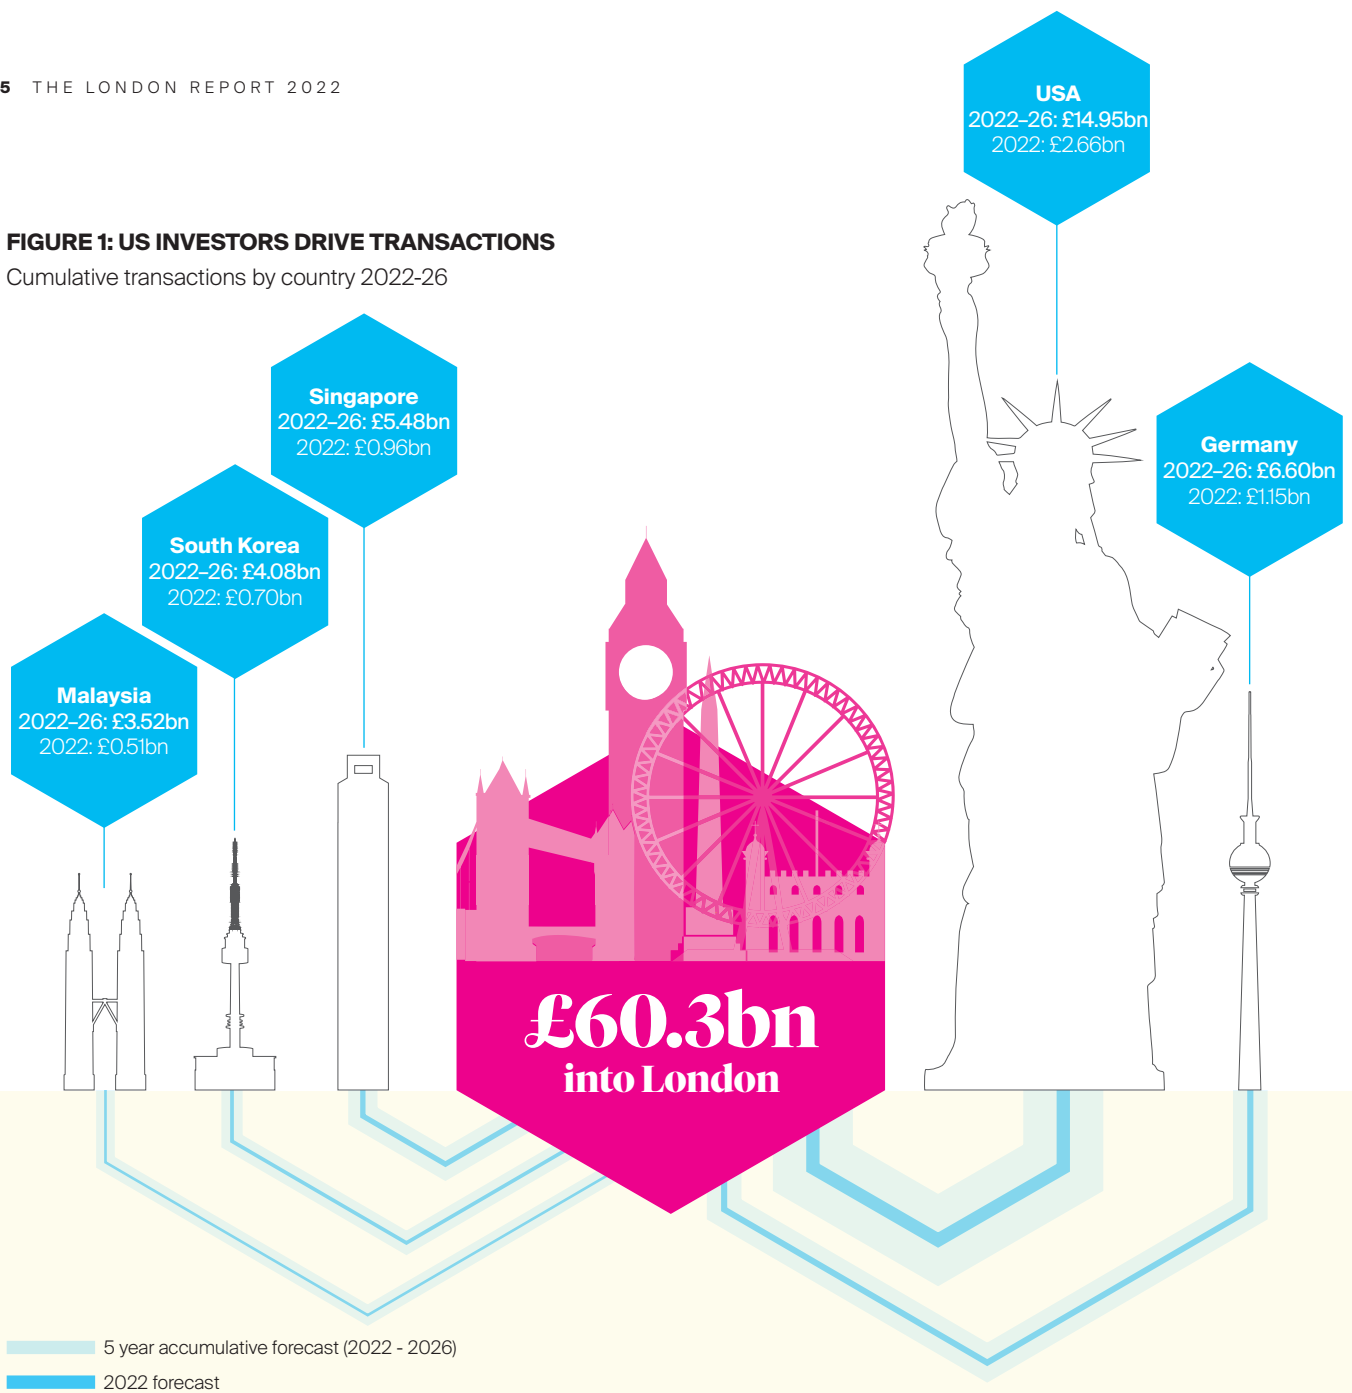 5 THE LONDON REPORT 2022
FIGURE 1: US INVESTORS DRIVE TRANSACTIONS
Cumulative transactions by country 2022-26
USA
2022–26: £14.95bn
2022: £2.66bn
Singapore
2022–26: £5.48bn
2022: £0.96bn
Germany
2022–26: £6.60bn
2022: £1.15bn
South Korea
2022–26: £4.08bn
2022: £0.70bn
Malaysia
2022–26: £3.52bn
2022: £0.51bn
£60.3bn
into London
5 year accumulative forecast (2022 - 2026)
2022 forecast